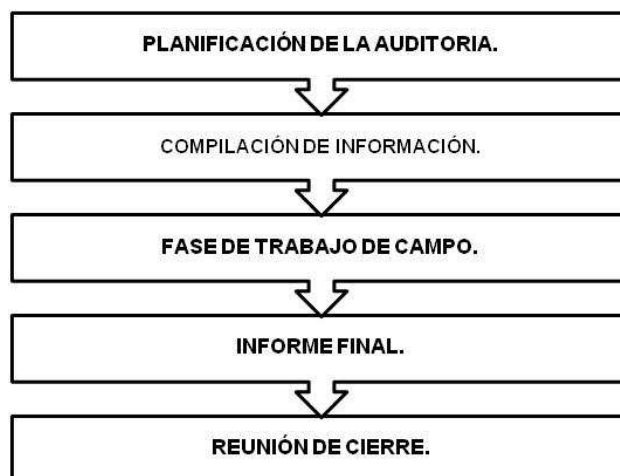 PLANIFICACIÓN DE LA AUDITORIA.
COMPILACIÓN DE INFORMACIÓN.
FASE DE TRABAJO DE CAMPO.
INFORME FINAL.
REUNIÓN DE CIERRE.